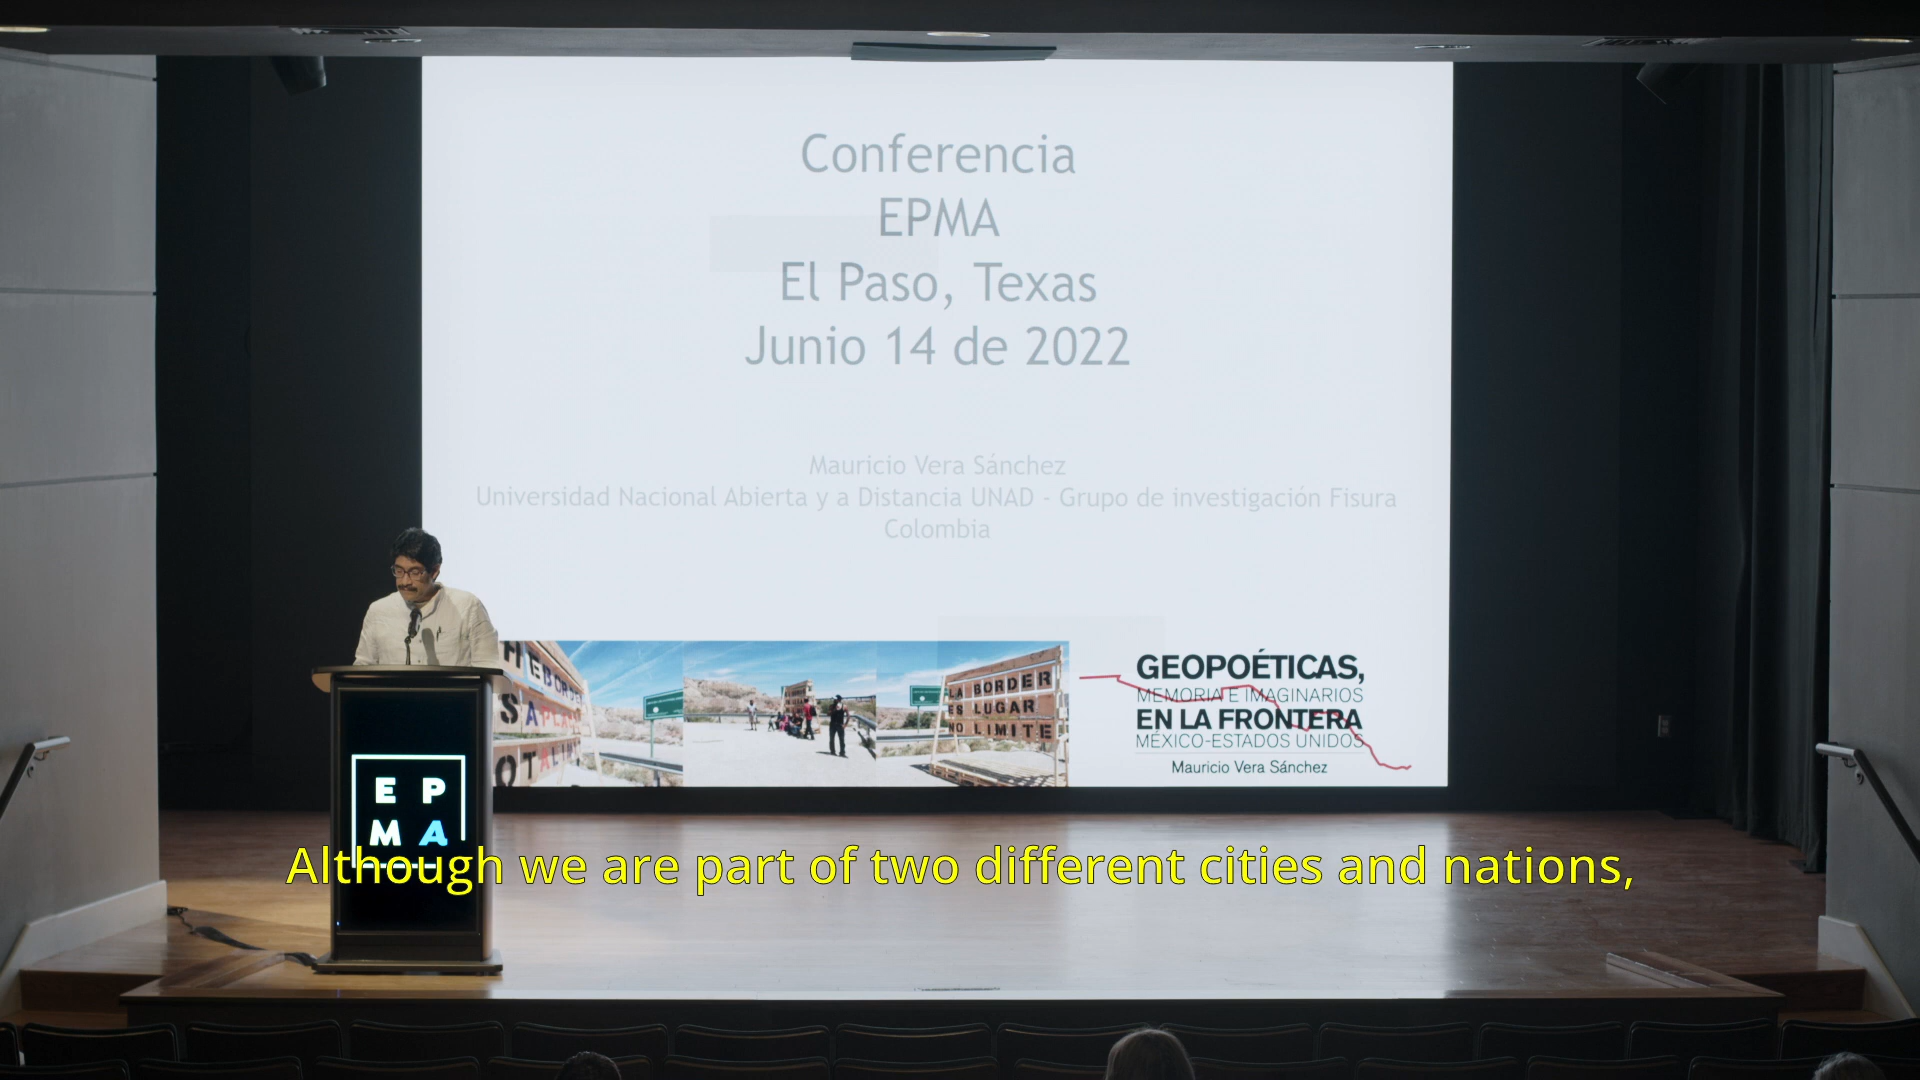 Conferencia
EPMA
El Paso, Texas
Junio 14 de 2022
Mauricio Vera Sánchez
Universidad Nacional Abierta y a Distancia UNAD - Grupo de investigación Fisura
Colombia
LA BORDER
ES LUGAR
NO LIMITE
GEOPOÉTICAS,
MEMORIA E IMAGINARIOS
EN LA FRONTERA
MÉXICO-ESTADOS UNIDOS
Mauricio Vera Sánchez
E P
M A
Although we are part of two different cities and nations,